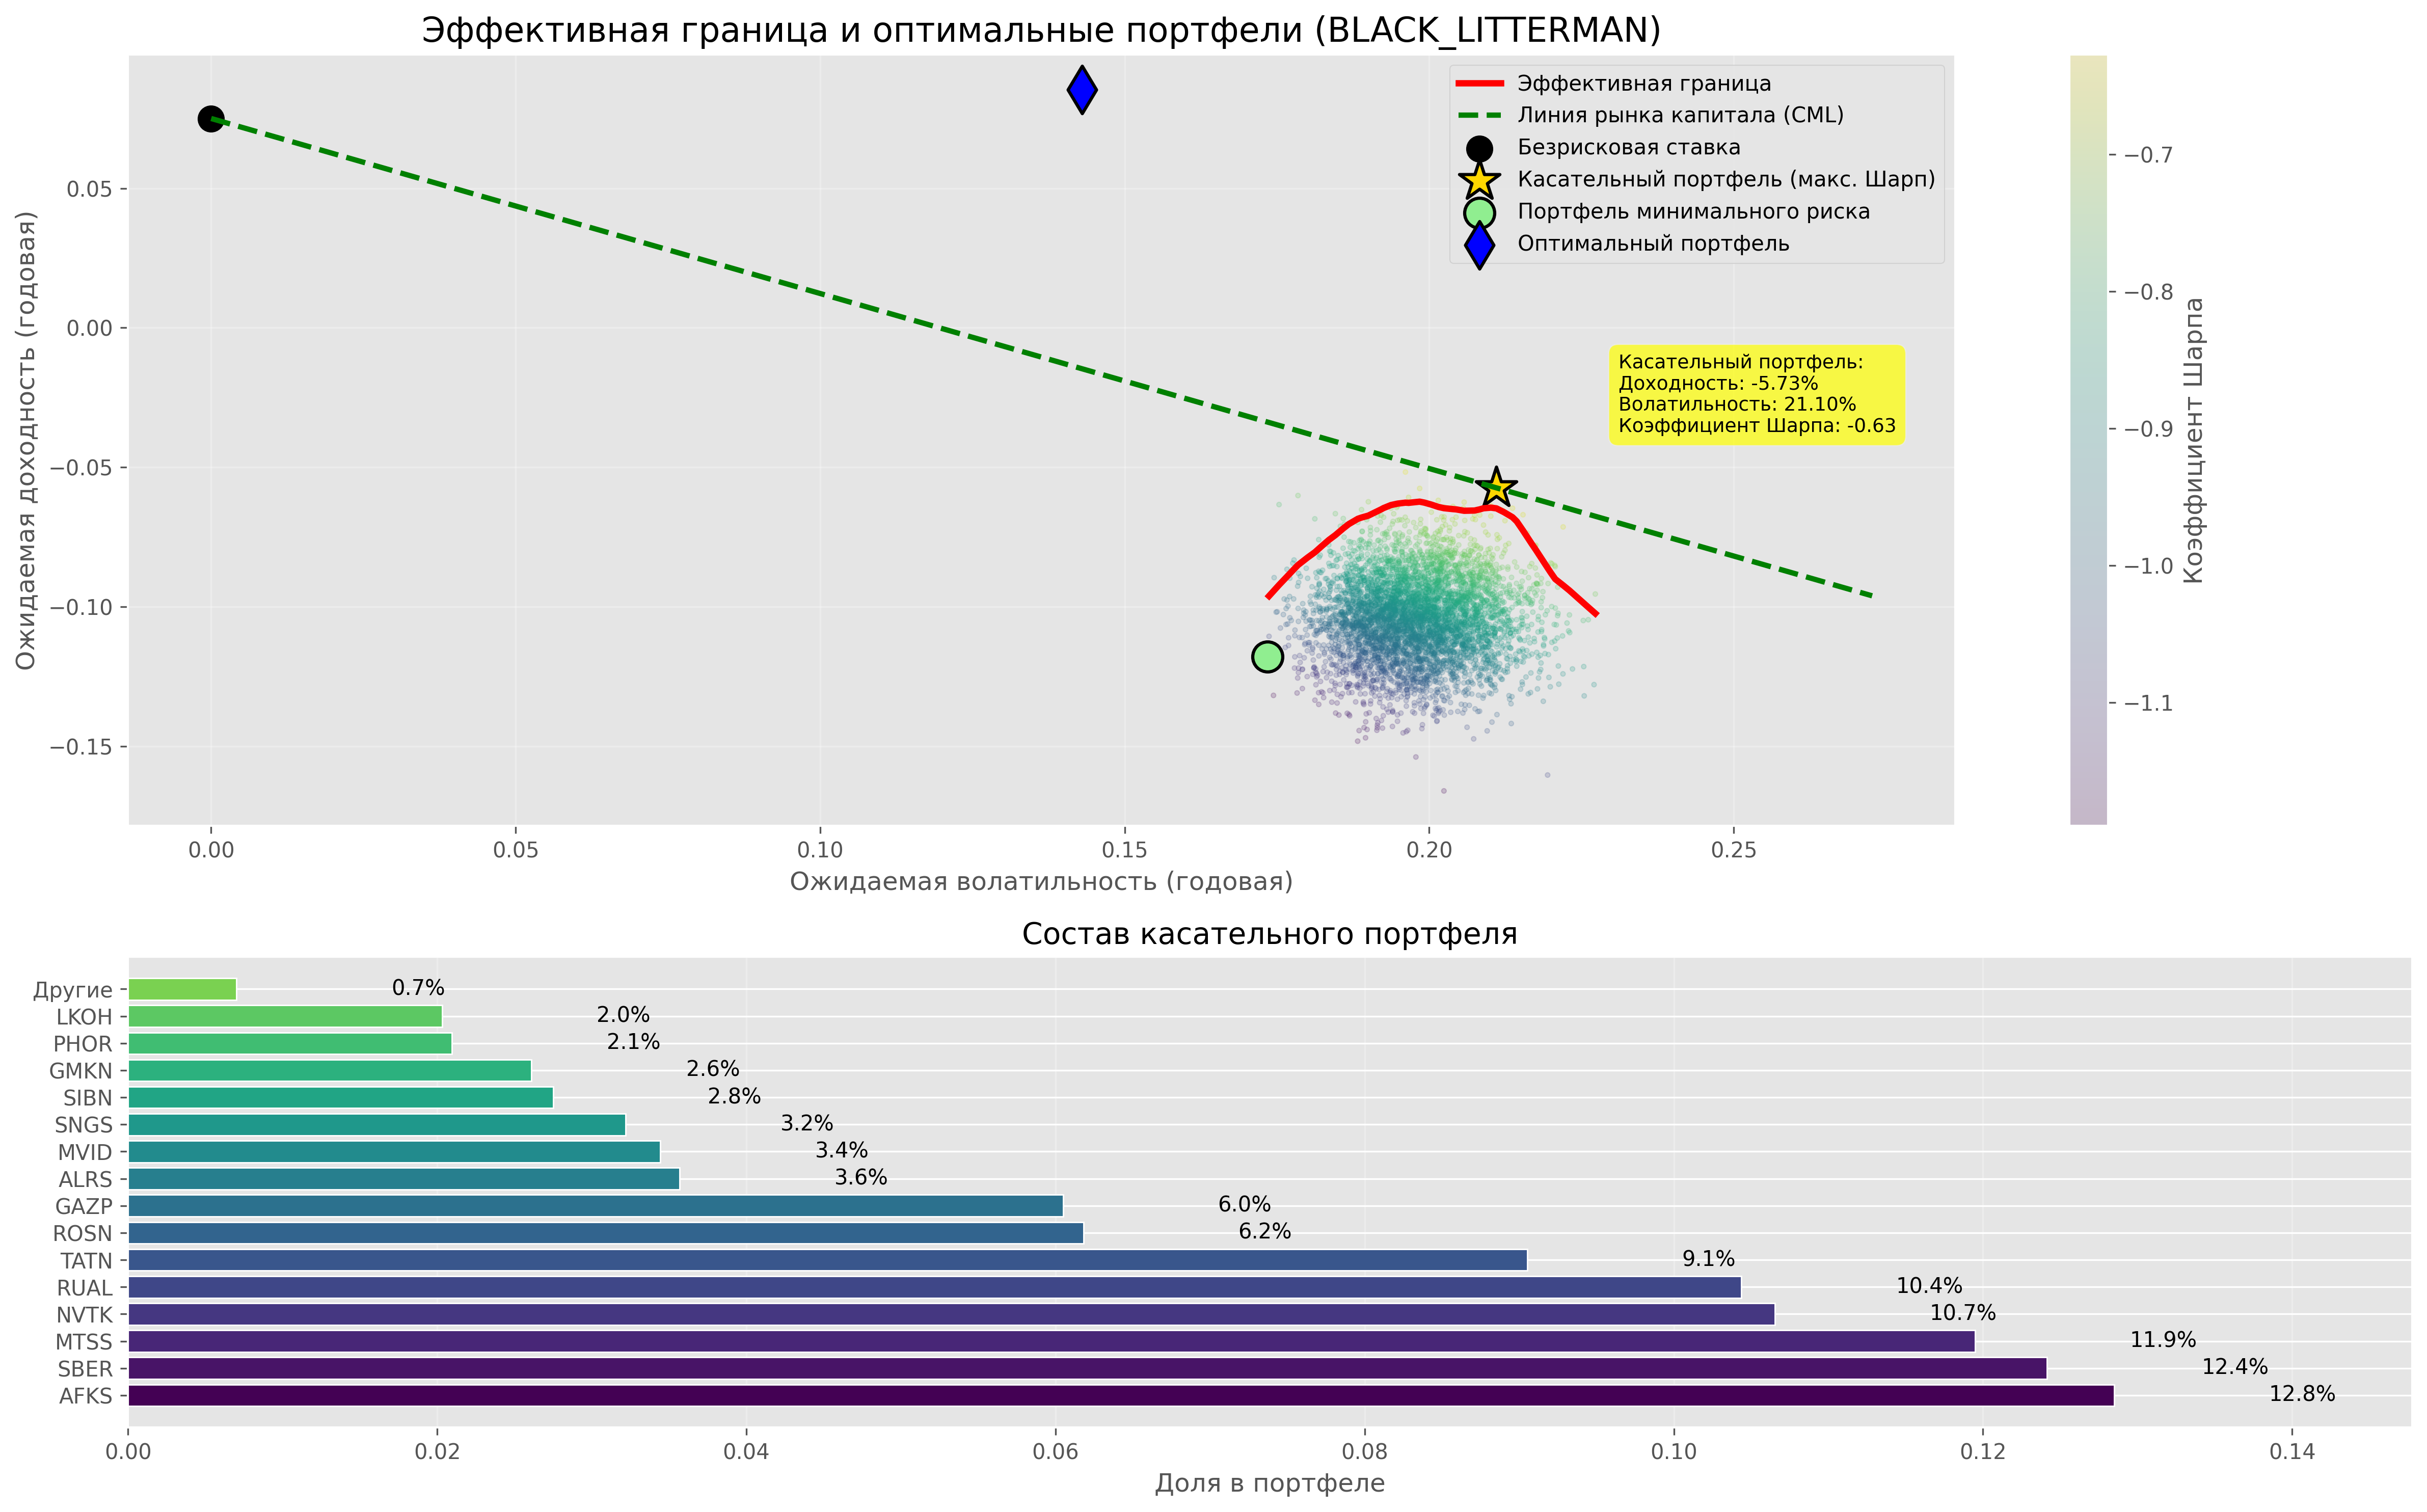 Эффективная граница и оптимальные портфели (BLACK_LITTERMAN)
Ожидаемая доходность (годовая)
0.05
0.00
−0.05
−0.10
−0.15
Эффективная граница
Линия рынка капитала (CML)
Безрисковая ставка
Касательный портфель (макс. Шарп)
Портфель минимального риска
Оптимальный портфель
Касательный портфель:
Доходность: -5.73%
Волатильность: 21.10%
Коэффициент Шарпа: -0.63
0.00
0.05
0.10
0.15
0.20
0.25
Ожидаемая волатильность (годовая)
−0.7
−0.8
−0.9
−1.0
−1.1
Коэффициент Шарпа
Состав касательного портфеля
Другие 0.7%
LKOH 2.0%
PHOR 2.1%
GMKN 2.6%
SIBN 2.8%
SNGS 3.2%
MVID 3.4%
ALRS 3.6%
GAZP 6.0%
ROSN 6.2%
TATN 9.1%
RUAL 10.4%
NVTK 10.7%
MTSS 11.9%
SBER 12.4%
AFKS 12.8%
0.00
0.02
0.04
0.06
0.08
0.10
0.12
0.14
Доля в портфеле